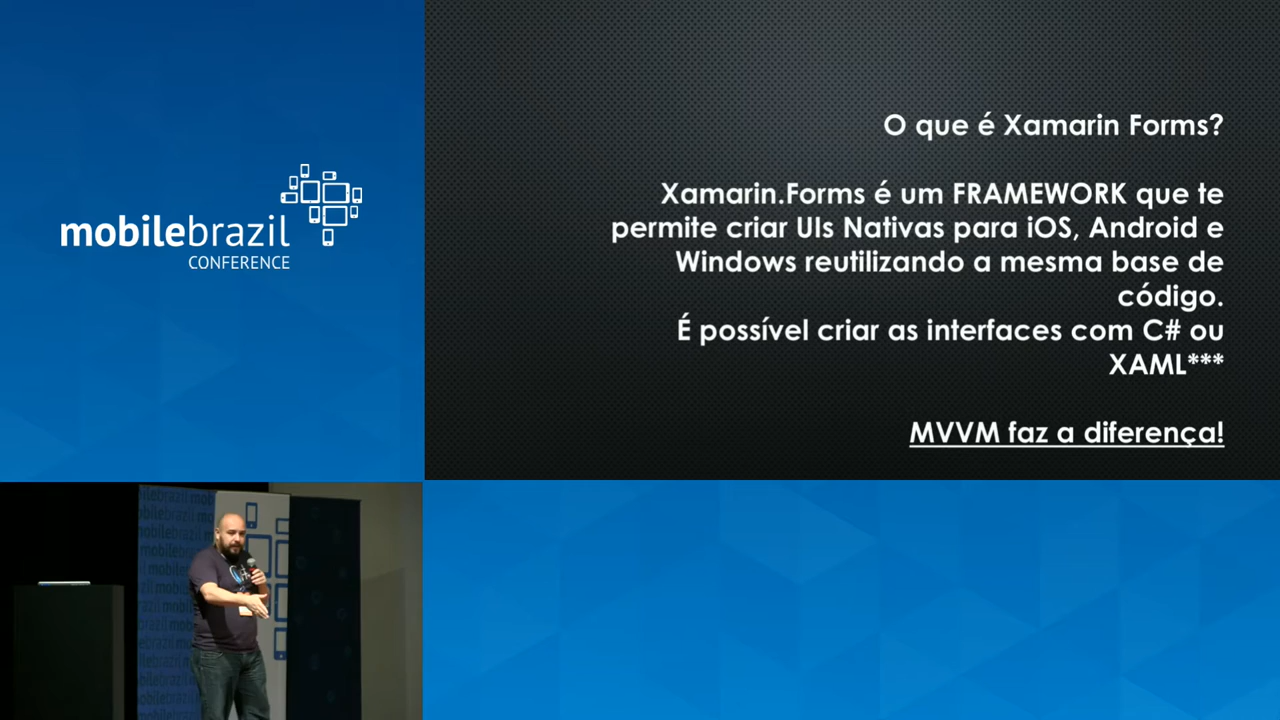 mobilebrazil
CONFERENCE
O que é Xamarin Forms?
Xamarin.Forms é um FRAMEWORK que te
permite criar UIs Nativas para iOS, Android e
Windows reutilizando a mesma base de
código.
É possível criar as interfaces com C# ou
XAML***
MVVM faz a diferença!